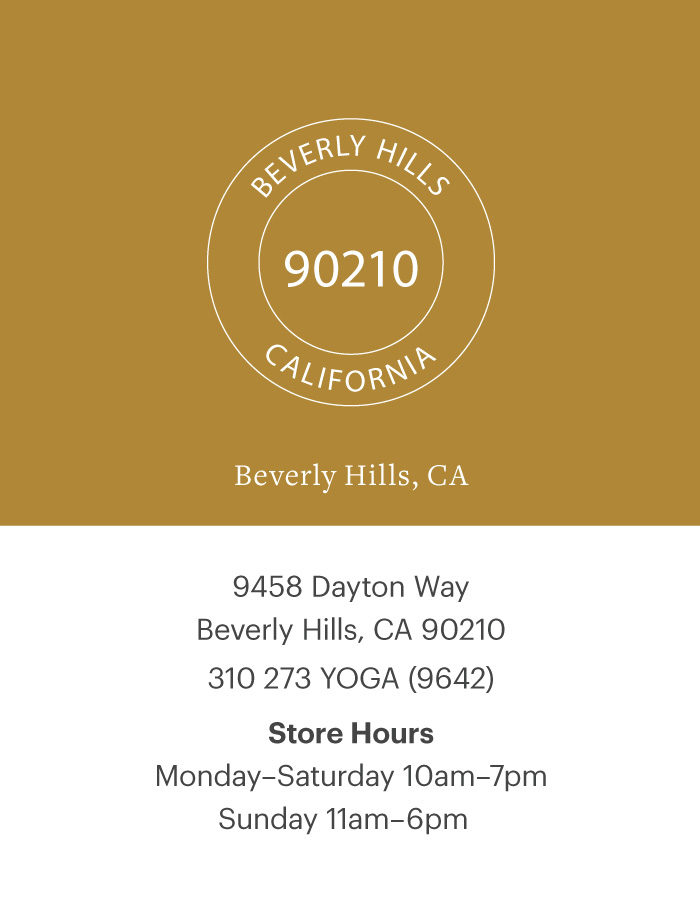 BEVERLY HILLS
90210
CALIFORNIA
Beverly Hills, CA
9458 Dayton Way
Beverly Hills, CA 90210
310 273 YOGA (9642)
Store Hours
Monday–Saturday 10am–7pm
Sunday 11am–6pm